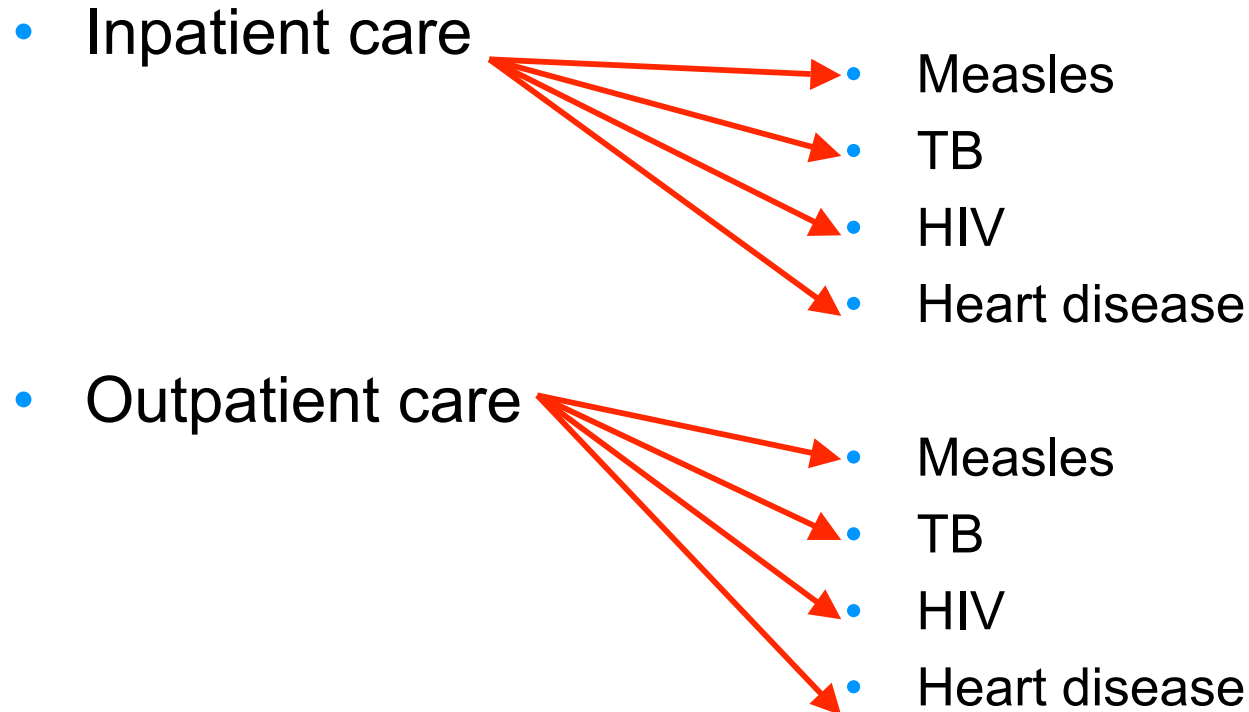 • Inpatient care
• Measles
• TB
• HIV
• Heart disease
• Outpatient care
• Measles
• TB
• HIV
• Heart disease